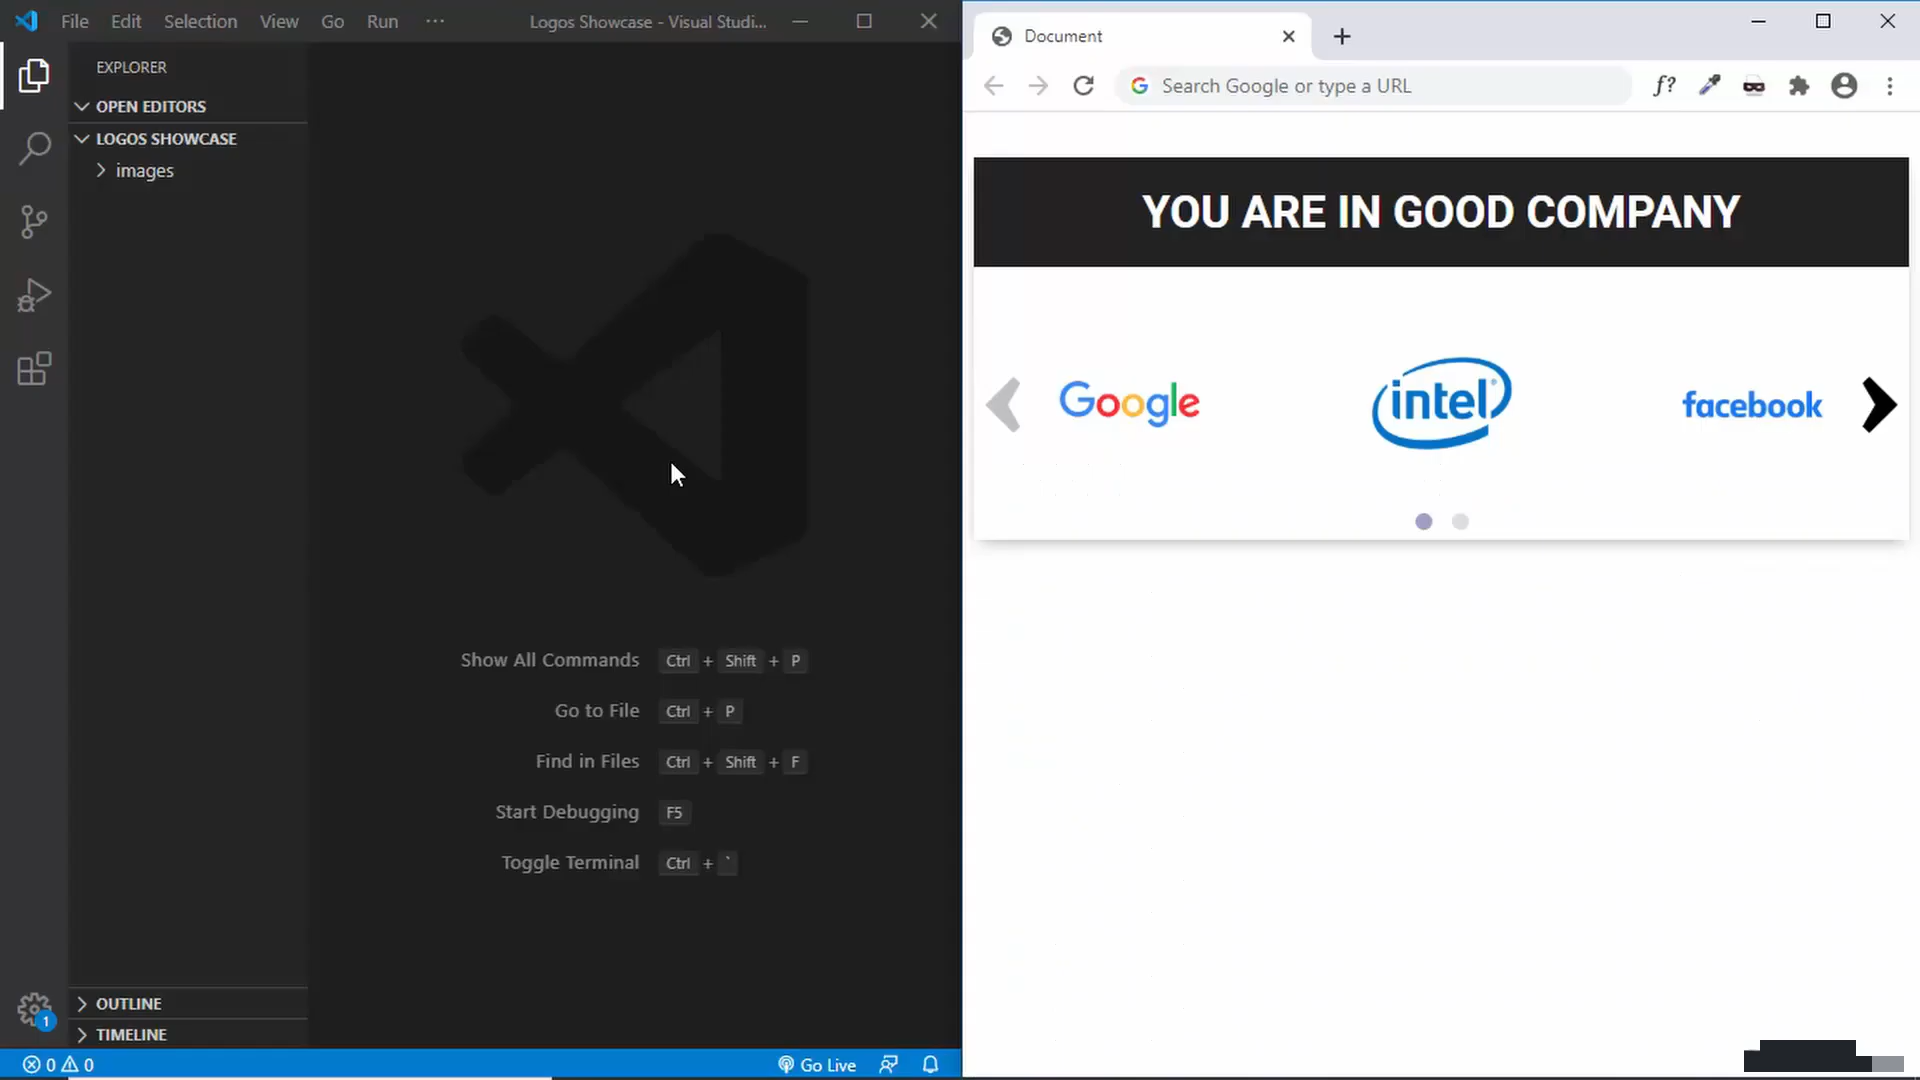 File Edit Selection View Go Run ··· Logos Showcase - Visual Studi...
EXPLORER
OPEN EDITORS
LOGOS SHOWCASE
images
Show All Commands Ctrl + Shift + P
Go to File Ctrl + P
Find in Files Ctrl + Shift + F
Start Debugging F5
Toggle Terminal Ctrl + `
OUTLINE
1
TIMELINE
0 0 Go Live
Document
Search Google or type a URL
f?
YOU ARE IN GOOD COMPANY
Google intel facebook